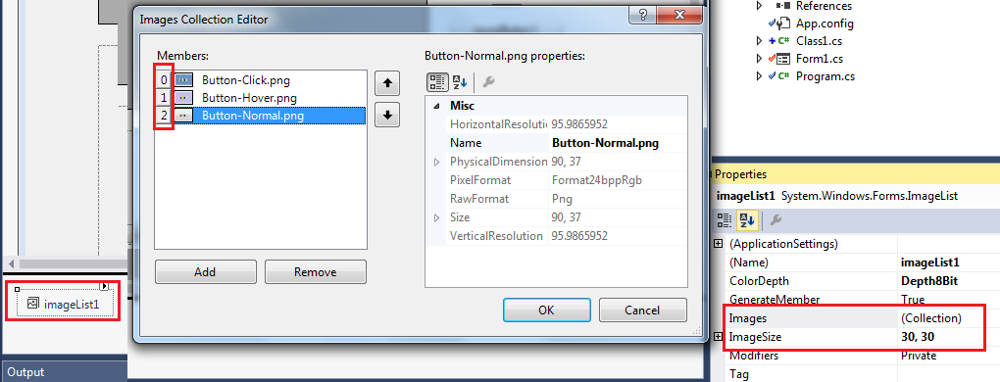 Images Collection Editor
?
Members:
0 Button-Click.png
1 Button-Hover.png
2 Button-Normal.png
Add
Remove
Button-Normal.png properties:
Misc
HorizontalResolutio 95.9865952
Name Button-Normal.png
PhysicalDimension 90, 37
PixelFormat Format24bppRgb
RawFormat Png
Size 90, 37
VerticalResolution 95.9865952
OK
Cancel
imageList1
Output
References
App.config
C# Class1.cs
Form1.cs
C# Program.cs
Properties
imageList1 System.Windows.Forms.ImageList
(ApplicationSettings)
(Name) imageList1
ColorDepth Depth8Bit
GenerateMember True
Images (Collection)
ImageSize 30, 30
Modifiers Private
Tag